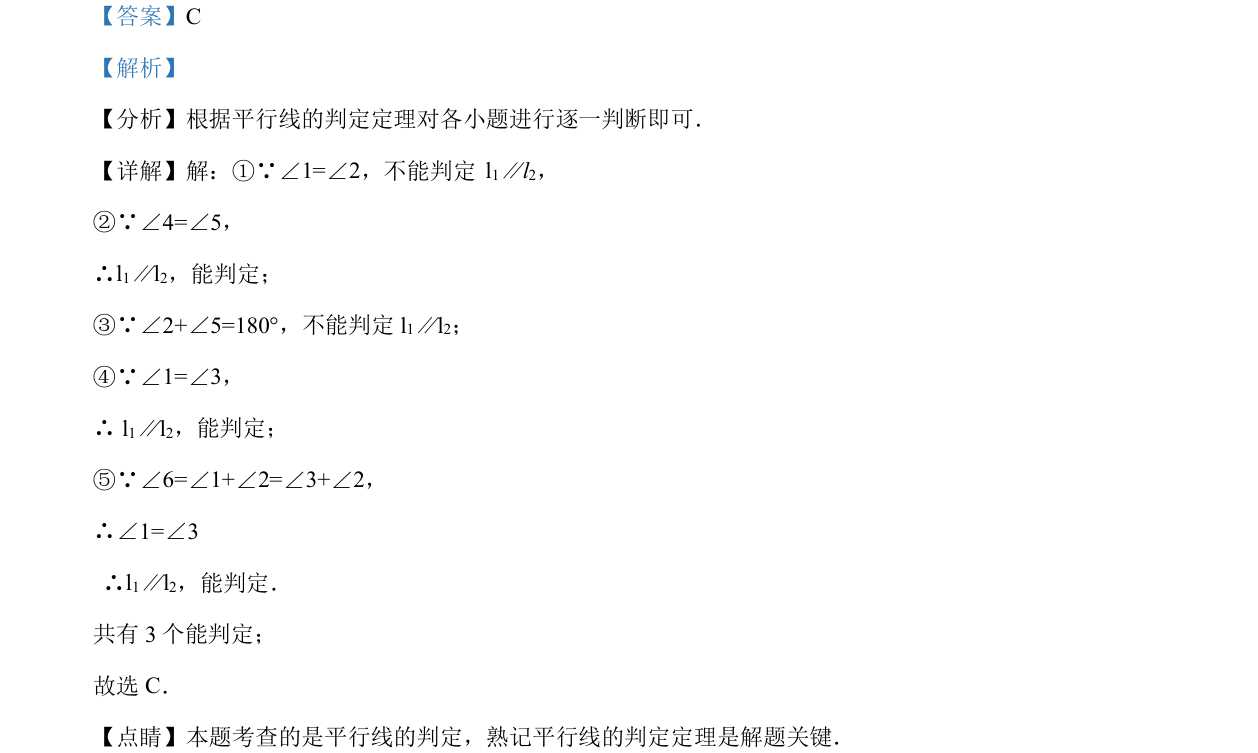 【答案】C
【解析】
【分析】根据平行线的判定定理对各小题进行逐一判断即可．
【详解】解：①∵∠1=∠2，不能判定 l₁∥l₂，
②∵∠4=∠5，
∴l₁∥l₂，能判定；
③∵∠2+∠5=180°，不能判定 l₁∥l₂；
④∵∠1=∠3，
∴ l₁∥l₂，能判定；
⑤∵∠6=∠1+∠2=∠3+∠2，
∴∠1=∠3
∴l₁∥l₂，能判定．
共有 3 个能判定；
故选 C．
【点睛】本题考查的是平行线的判定，熟记平行线的判定定理是解题关键．